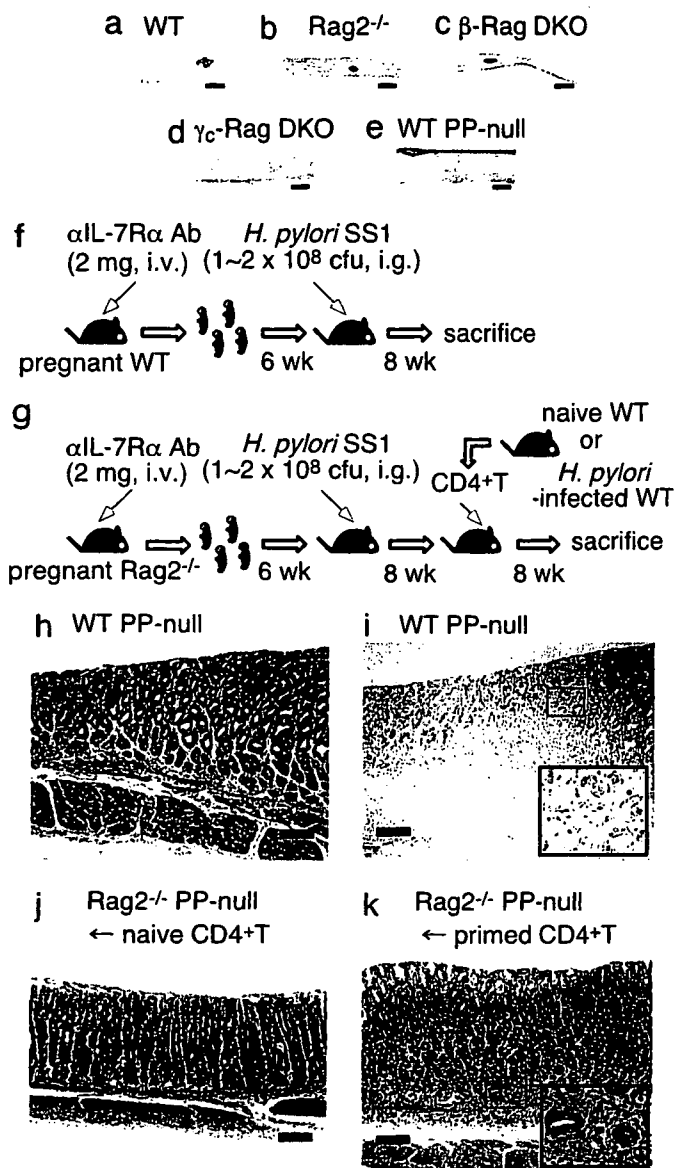 a WT
b Rag2-/-
c β-Rag DKO
d γc-Rag DKO
e WT PP-null
f
αIL-7Rα Ab
(2 mg, i.v.)
H. pylori SS1
(1~2 x 10⁸ cfu, i.g.)
pregnant WT
6 wk
8 wk
sacrifice
g
αIL-7Rα Ab
(2 mg, i.v.)
H. pylori SS1
(1~2 x 10⁸ cfu, i.g.)
CD4+T
naive WT
or
H. pylori
-infected WT
pregnant Rag2-/-
6 wk
8 wk
8 wk
sacrifice
h WT PP-null
i WT PP-null
j Rag2-/- PP-null
← naive CD4+T
k Rag2-/- PP-null
← primed CD4+T